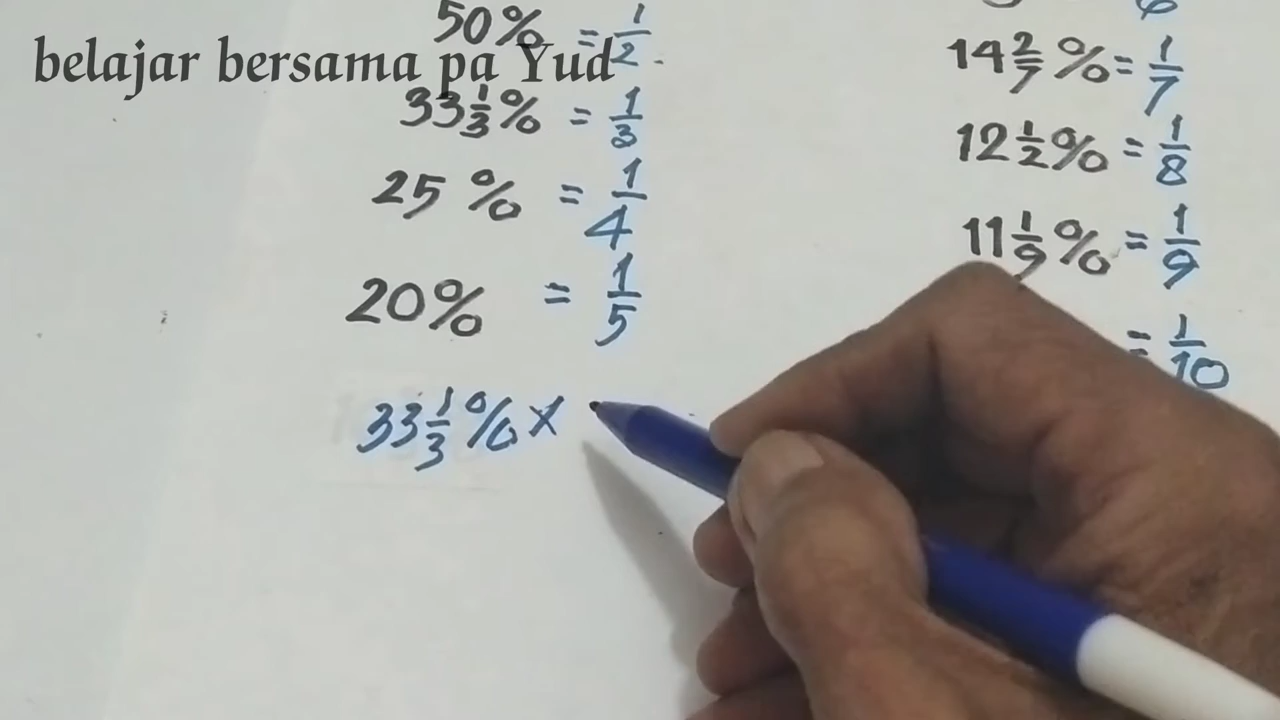 belajar bersama pa Yud
50% = 1/2
33 1/3 % = 1/3
25 % = 1/4
20% = 1/5
33 1/3 % x
6
14 2/7 % = 1/7
12 1/2 % = 1/8
11 1/9 % = 1/9
= 1/10